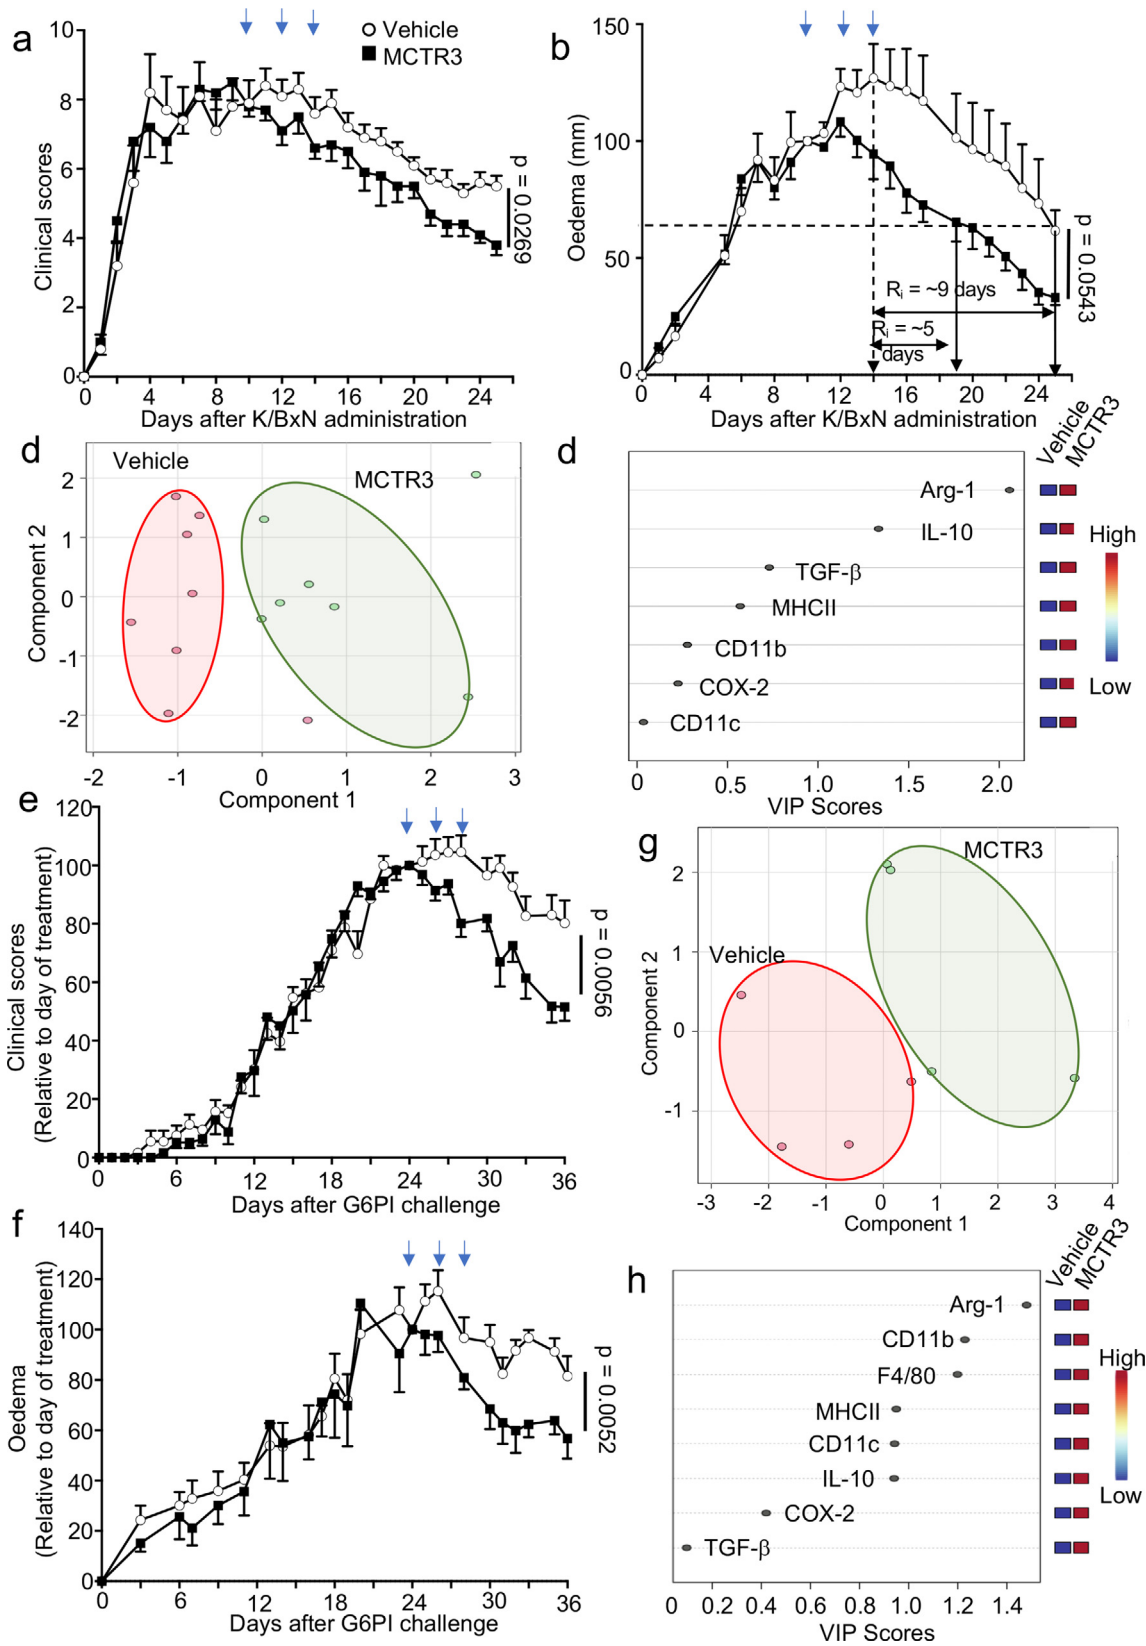 a
Vehicle
MCTR3
10
8
6
4
2
0
Clinical scores
p = 0.0269
0 4 8 12 16 20 24
Days after K/BxN administration
b
150
100
50
0
Oedema (mm)
Ri = ~9 days
Ri = ~5
days
p = 0.0543
0 4 8 12 16 20 24
Days after K/BxN administration
d
Vehicle
MCTR3
2
1
0
-1
-2
Component 2
-2 -1 0 1 2 3
Component 1
d
Vehicle
MCTR3
Arg-1
IL-10
TGF-β
MHCII
CD11b
COX-2
CD11c
High
Low
0 0.5 1.0 1.5 2.0
VIP Scores
e
120
100
80
60
40
20
0
Clinical scores
(Relative to day of treatment)
p = 0.0056
0 6 12 18 24 30 36
Days after G6PI challenge
g
MCTR3
Vehicle
2
1
0
-1
Component 2
-3 -2 -1 0 1 2 3 4
Component 1
f
140
120
100
80
60
40
20
0
Oedema
(Relative to day of treatment)
p = 0.0052
0 6 12 18 24 30 36
Days after G6PI challenge
h
Vehicle
MCTR3
Arg-1
CD11b
F4/80
MHCII
CD11c
IL-10
COX-2
TGF-β
High
Low
0 0.2 0.4 0.6 0.8 1.0 1.2 1.4
VIP Scores